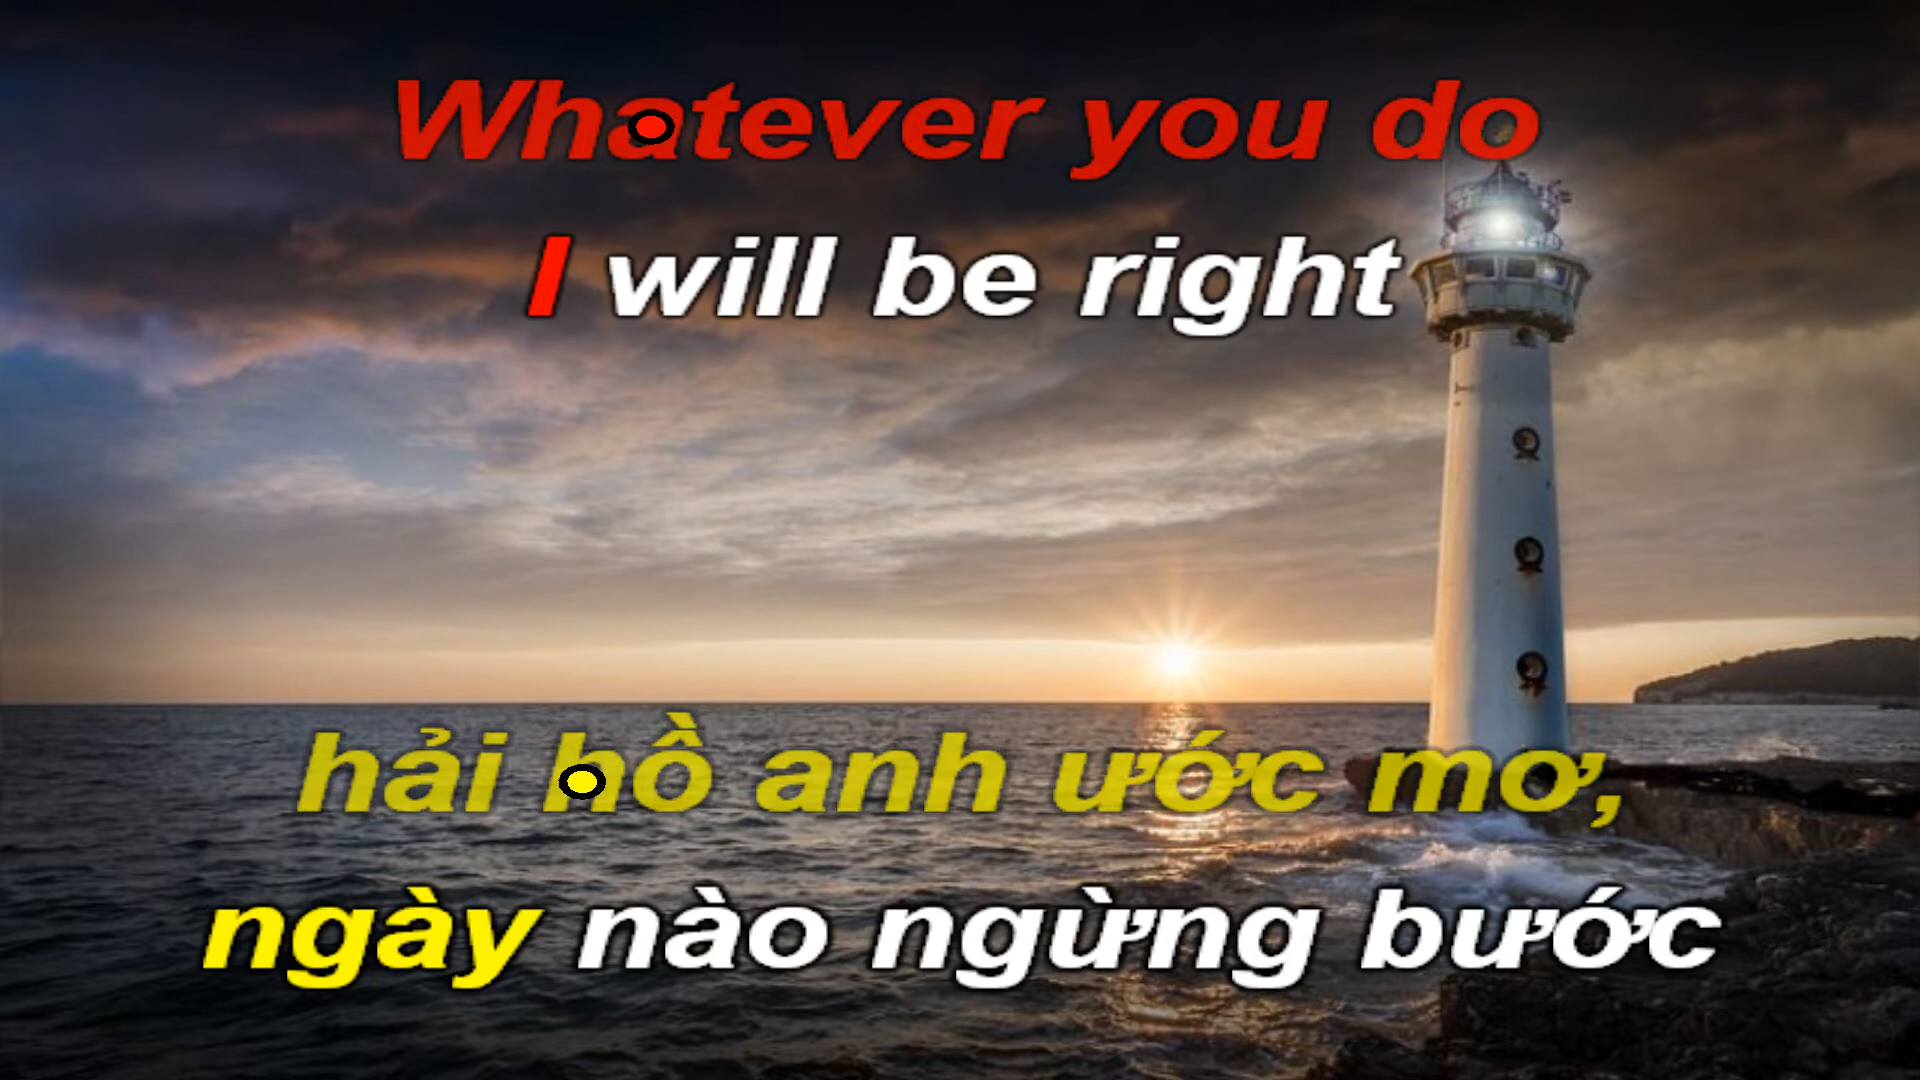 Whatever you do
I will be right
hải hồ anh ước mơ,
ngày nào ngừng bước